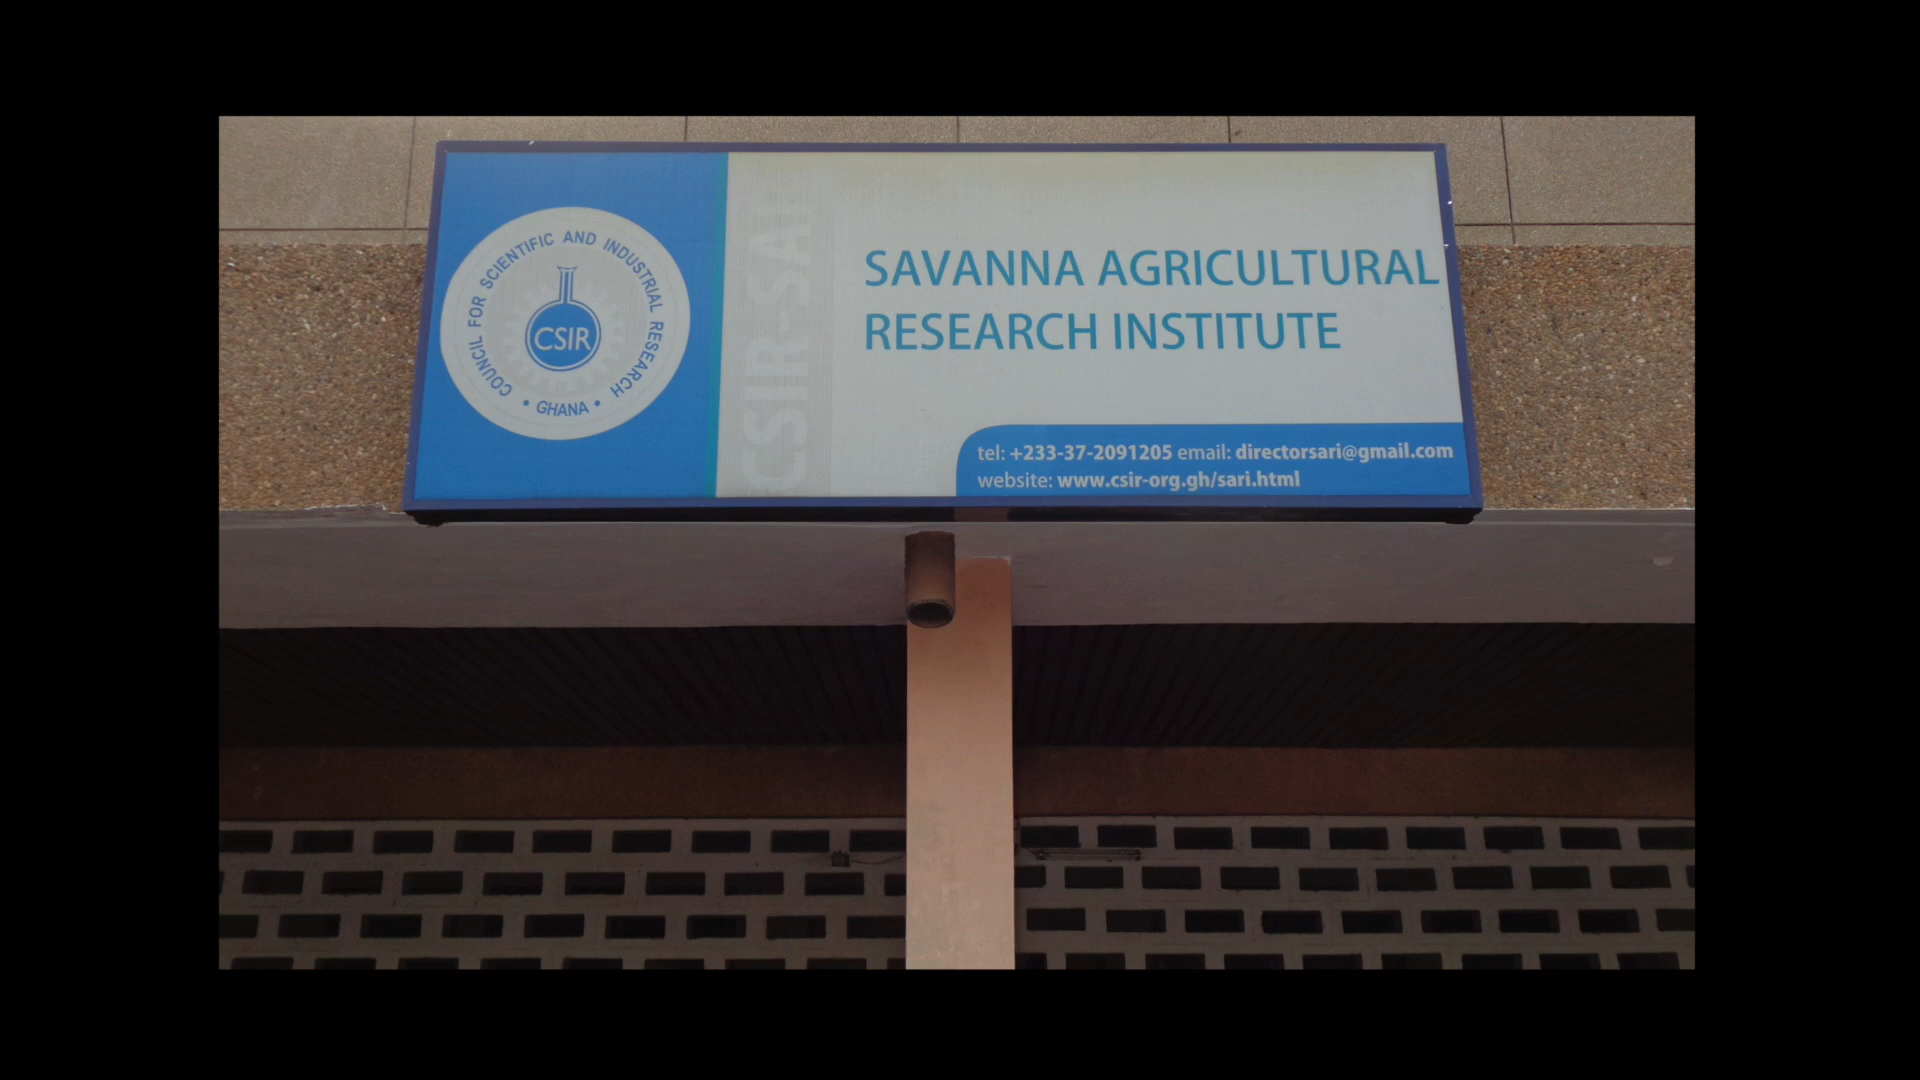 COUNCIL FOR SCIENTIFIC AND INDUSTRIAL RESEARCH
• GHANA •
CSIR
CSIR-SA
SAVANNA AGRICULTURAL
RESEARCH INSTITUTE
tel: +233-37-2091205 email: directorsari@gmail.com
website: www.csir-org.gh/sari.html